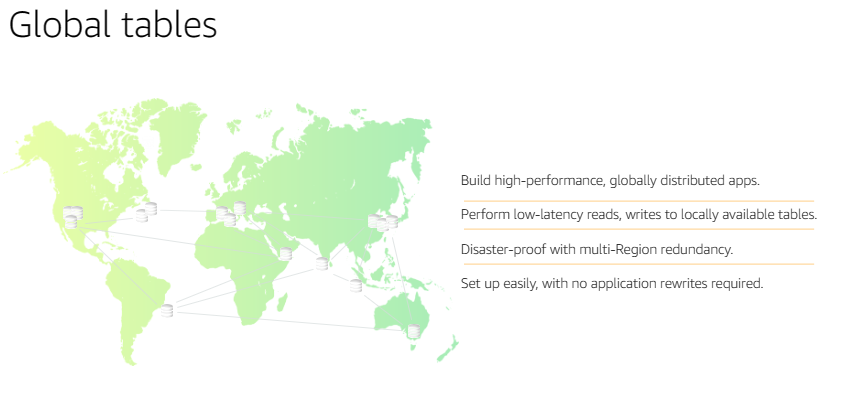 Global tables
Build high-performance, globally distributed apps.
Perform low-latency reads, writes to locally available tables.
Disaster-proof with multi-Region redundancy.
Set up easily, with no application rewrites required.